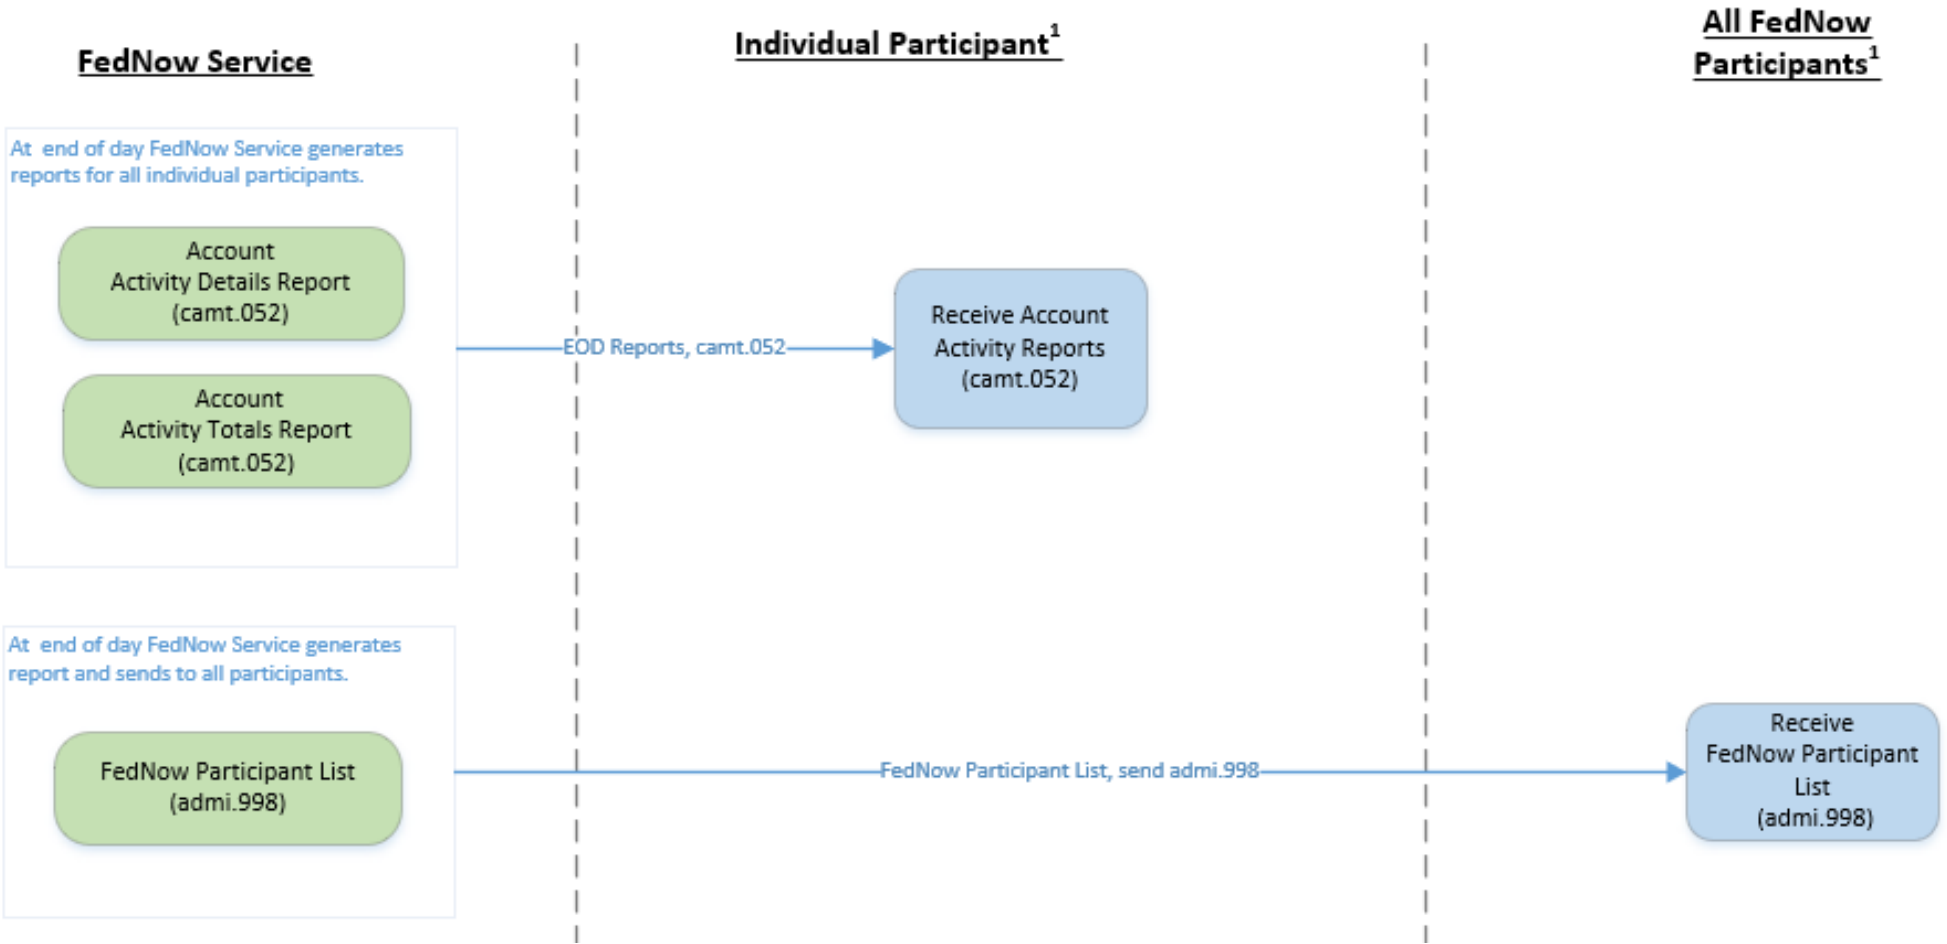 FedNow Service
Individual Participant1
All FedNow
Participants1
At end of day FedNow Service generates
reports for all individual participants.
Account
Activity Details Report
(camt.052)
Account
Activity Totals Report
(camt.052)
EOD Reports, camt.052
Receive Account
Activity Reports
(camt.052)
At end of day FedNow Service generates
report and sends to all participants.
FedNow Participant List
(admi.998)
FedNow Participant List, send admi.998
Receive
FedNow Participant
List
(admi.998)